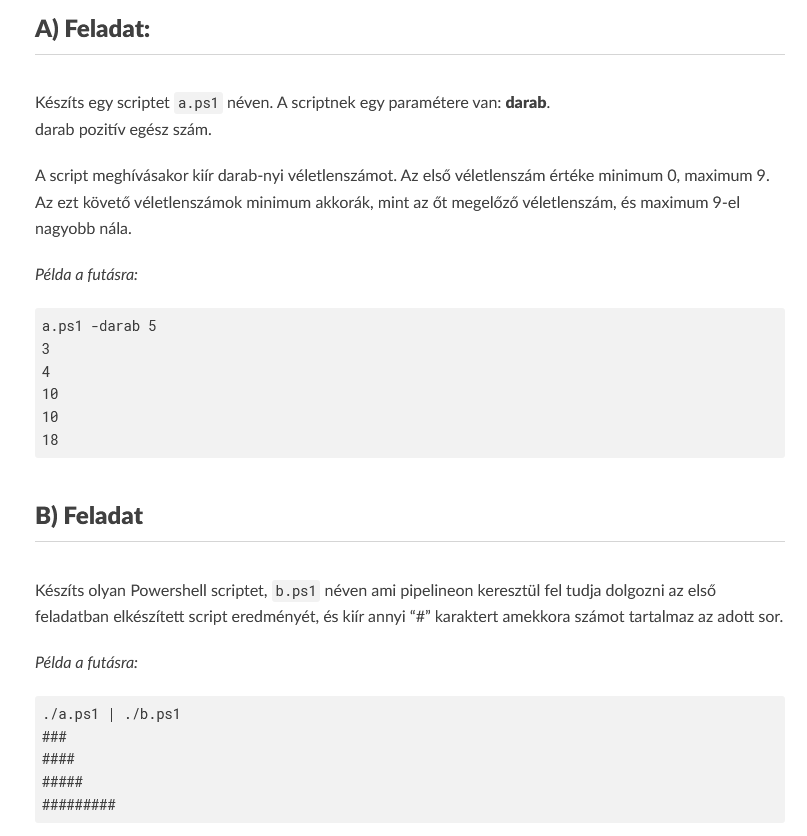 A) Feladat:
Készíts egy scriptet a.ps1 néven. A scriptnek egy paramétere van: darab.
darab pozitív egész szám.
A script meghívásakor kiír darab-nyi véletlenszámot. Az első véletlenszám értéke minimum 0, maximum 9.
Az ezt követő véletlenszámok minimum akkorák, mint az őt megelőző véletlenszám, és maximum 9-el
nagyobb nála.
Példa a futásra:
a.ps1 -darab 5
3
4
10
10
18
B) Feladat
Készíts olyan Powershell scriptet, b.ps1 néven ami pipelineon keresztül fel tudja dolgozni az első
feladatban elkészített script eredményét, és kiír annyi “#” karaktert amekkora számot tartalmaz az adott sor.
Példa a futásra:
./a.ps1 | ./b.ps1
###
####
#####
#########